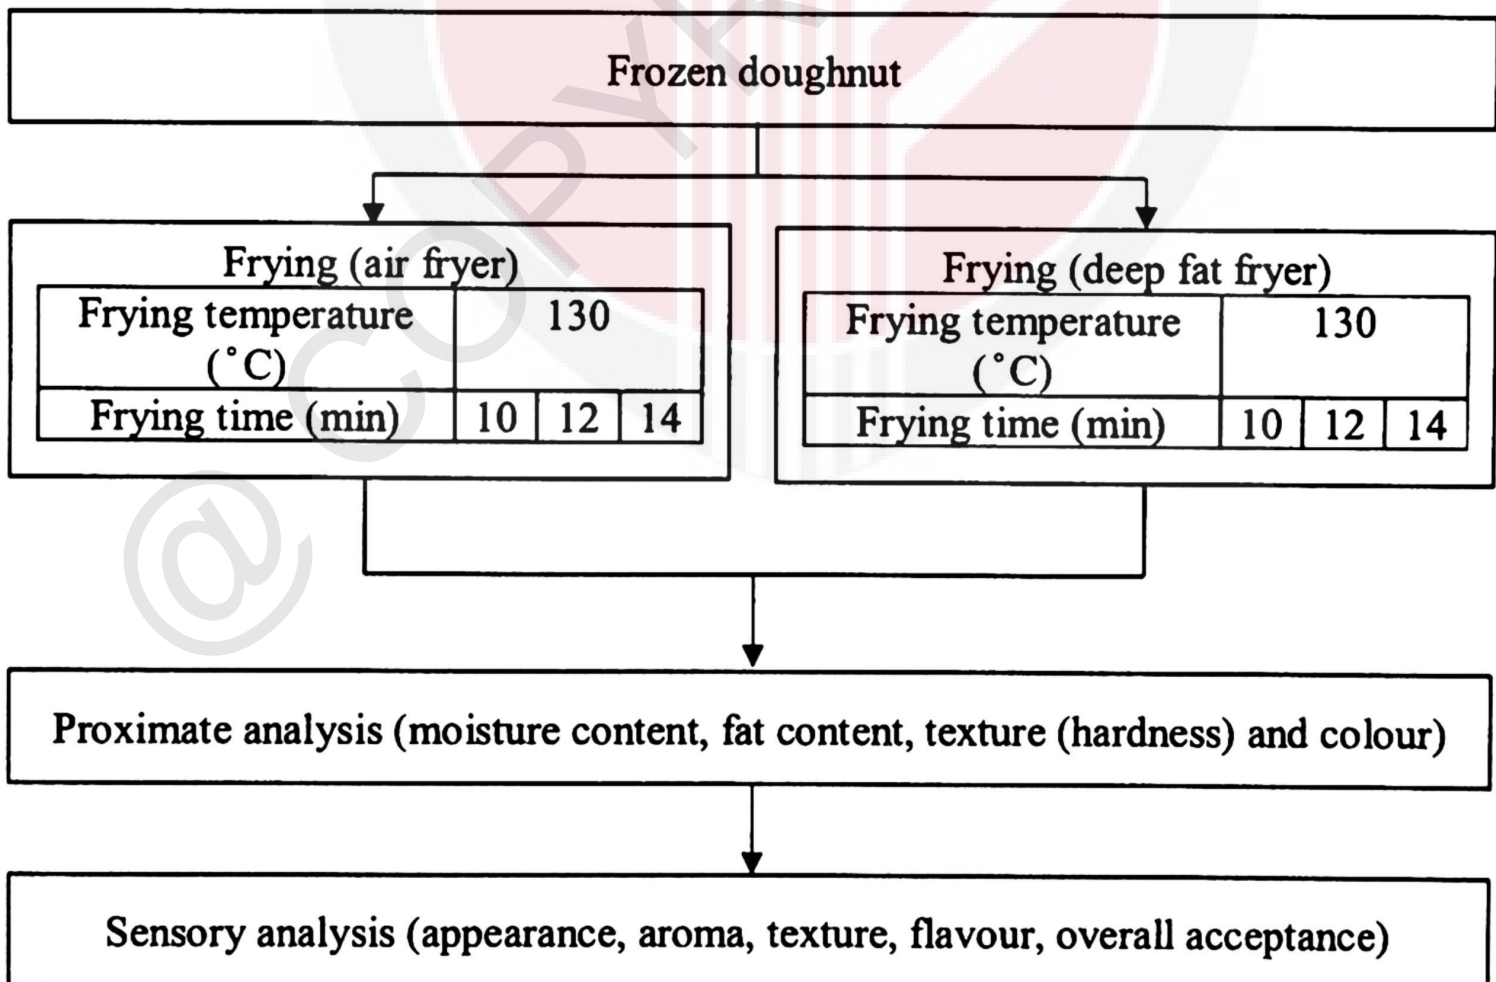 Frozen doughnut
Frying (air fryer)
Frying temperature 130
(°C)
Frying time (min) 10 12 14
Frying (deep fat fryer)
Frying temperature 130
(°C)
Frying time (min) 10 12 14
Proximate analysis (moisture content, fat content, texture (hardness) and colour)
Sensory analysis (appearance, aroma, texture, flavour, overall acceptance)
@ COPYR